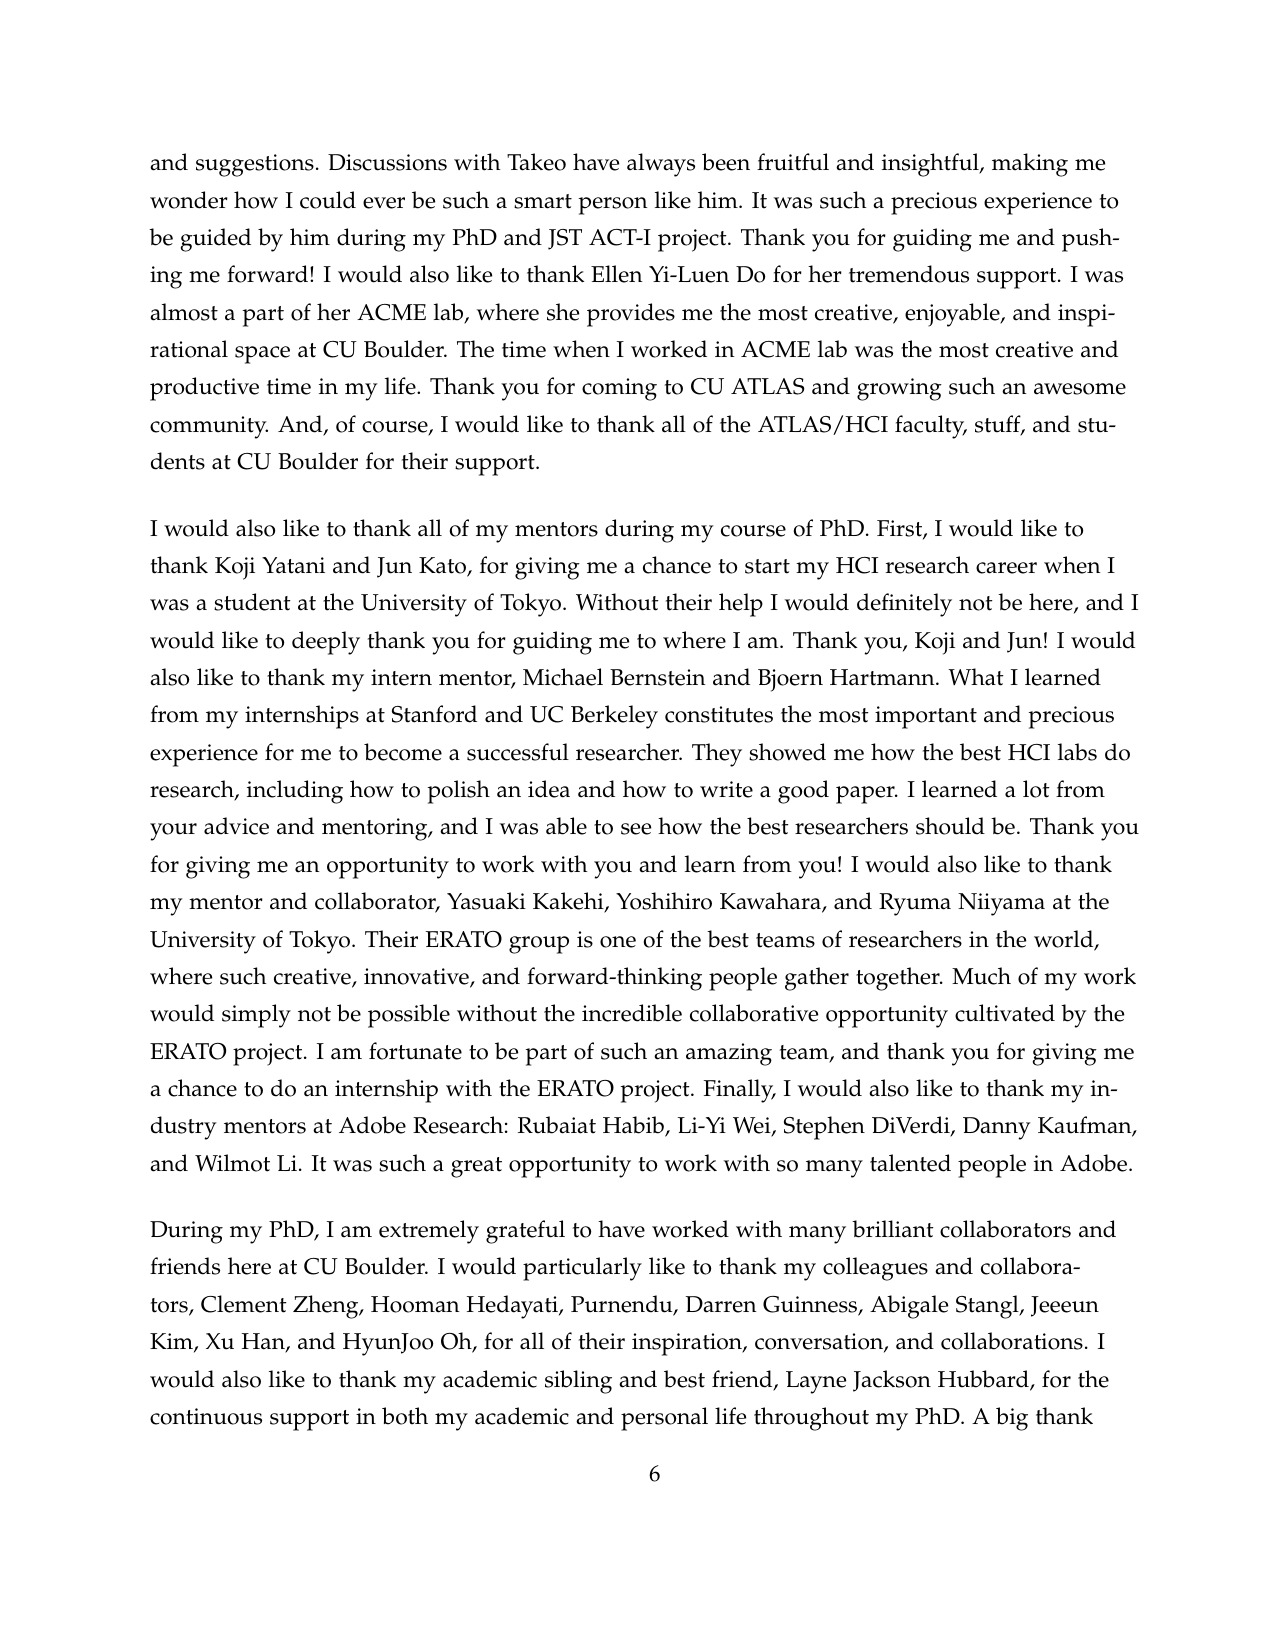 and suggestions. Discussions with Takeo have always been fruitful and insightful, making me
wonder how I could ever be such a smart person like him. It was such a precious experience to
be guided by him during my PhD and JST ACT-I project. Thank you for guiding me and push-
ing me forward! I would also like to thank Ellen Yi-Luen Do for her tremendous support. I was
almost a part of her ACME lab, where she provides me the most creative, enjoyable, and inspi-
rational space at CU Boulder. The time when I worked in ACME lab was the most creative and
productive time in my life. Thank you for coming to CU ATLAS and growing such an awesome
community. And, of course, I would like to thank all of the ATLAS/HCI faculty, stuff, and stu-
dents at CU Boulder for their support.
I would also like to thank all of my mentors during my course of PhD. First, I would like to
thank Koji Yatani and Jun Kato, for giving me a chance to start my HCI research career when I
was a student at the University of Tokyo. Without their help I would definitely not be here, and I
would like to deeply thank you for guiding me to where I am. Thank you, Koji and Jun! I would
also like to thank my intern mentor, Michael Bernstein and Bjoern Hartmann. What I learned
from my internships at Stanford and UC Berkeley constitutes the most important and precious
experience for me to become a successful researcher. They showed me how the best HCI labs do
research, including how to polish an idea and how to write a good paper. I learned a lot from
your advice and mentoring, and I was able to see how the best researchers should be. Thank you
for giving me an opportunity to work with you and learn from you! I would also like to thank
my mentor and collaborator, Yasuaki Kakehi, Yoshihiro Kawahara, and Ryuma Niiyama at the
University of Tokyo. Their ERATO group is one of the best teams of researchers in the world,
where such creative, innovative, and forward-thinking people gather together. Much of my work
would simply not be possible without the incredible collaborative opportunity cultivated by the
ERATO project. I am fortunate to be part of such an amazing team, and thank you for giving me
a chance to do an internship with the ERATO project. Finally, I would also like to thank my in-
dustry mentors at Adobe Research: Rubaiat Habib, Li-Yi Wei, Stephen DiVerdi, Danny Kaufman,
and Wilmot Li. It was such a great opportunity to work with so many talented people in Adobe.
During my PhD, I am extremely grateful to have worked with many brilliant collaborators and
friends here at CU Boulder. I would particularly like to thank my colleagues and collabora-
tors, Clement Zheng, Hooman Hedayati, Purnendu, Darren Guinness, Abigale Stangl, Jeeeun
Kim, Xu Han, and HyunJoo Oh, for all of their inspiration, conversation, and collaborations. I
would also like to thank my academic sibling and best friend, Layne Jackson Hubbard, for the
continuous support in both my academic and personal life throughout my PhD. A big thank
6